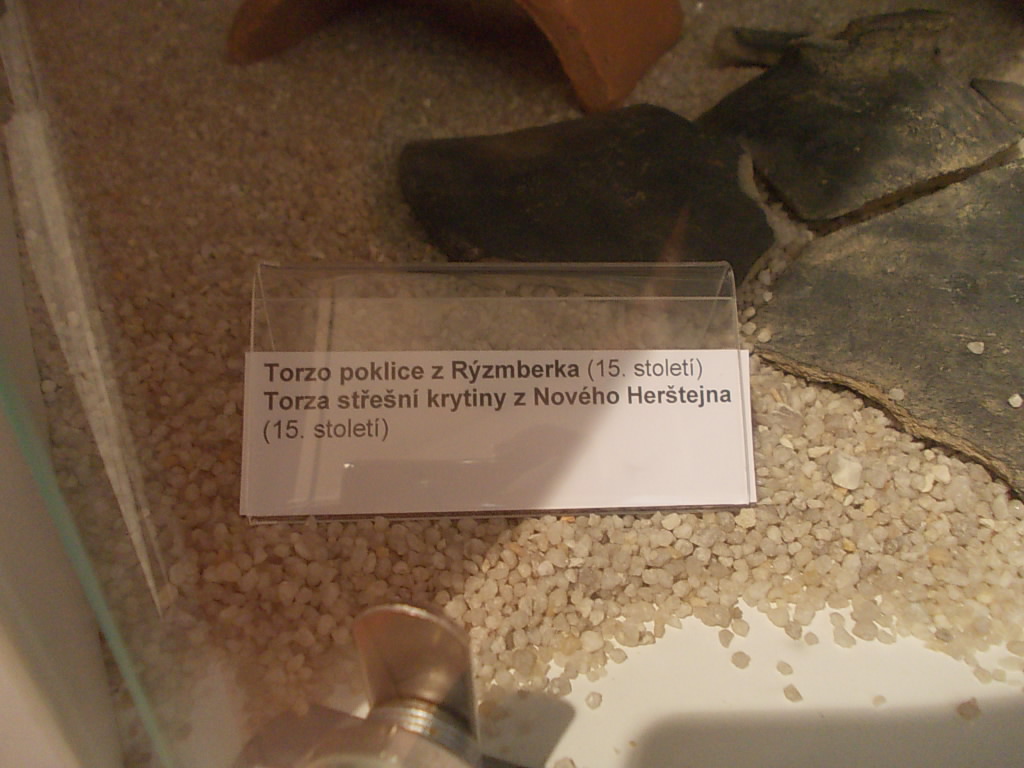 Torzo poklice z Rýzmberka (15. století)
Torza střešní krytiny z Nového Herštejna
(15. století)